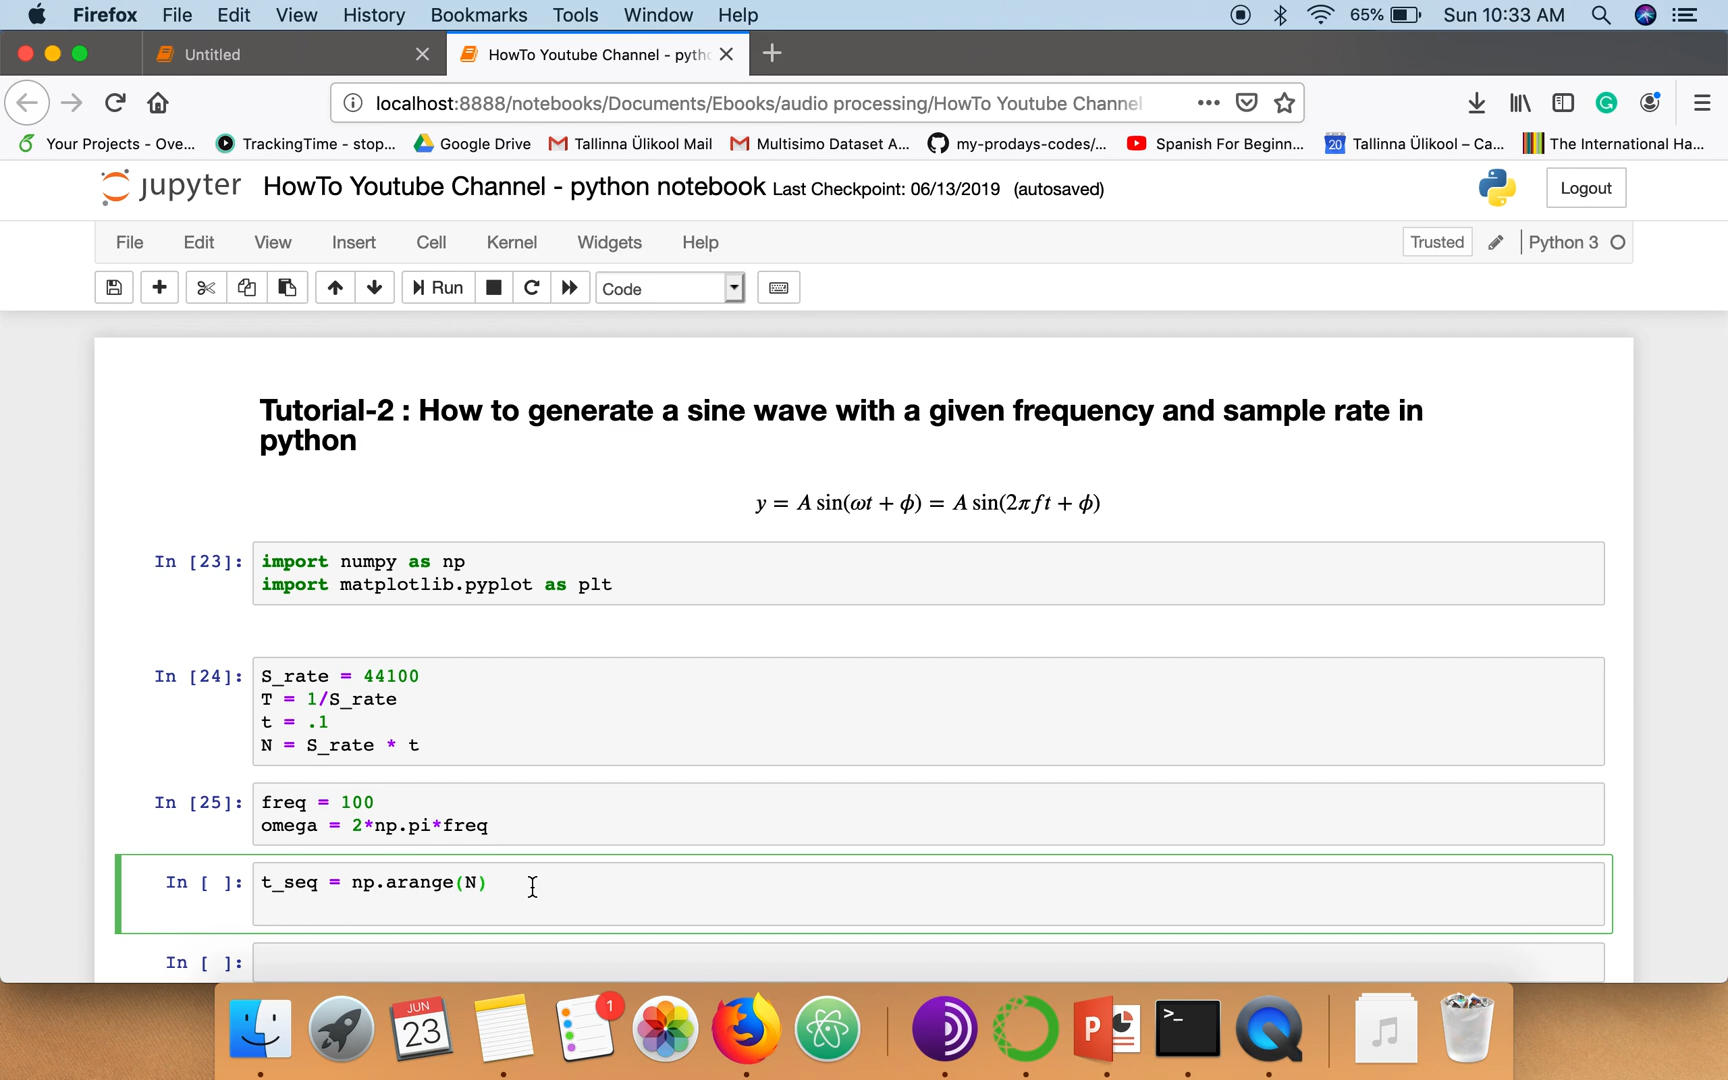 Firefox File Edit View History Bookmarks Tools Window Help 65% Sun 10:33 AM
Untitled
HowTo Youtube Channel - pytho
localhost:8888/notebooks/Documents/Ebooks/audio processing/HowTo Youtube Channel
Your Projects - Ove... TrackingTime - stop... Google Drive Tallinna Ülikool Mail Multisimo Dataset A... my-prodays-codes/... Spanish For Beginn... 20 Tallinna Ülikool – Ca... The International Ha...
jupyter HowTo Youtube Channel - python notebook Last Checkpoint: 06/13/2019 (autosaved) Logout
File Edit View Insert Cell Kernel Widgets Help Trusted Python 3
Run Code
Tutorial-2 : How to generate a sine wave with a given frequency and sample rate in
python
y = A sin(ωt + ϕ) = A sin(2πft + ϕ)
In [23]: import numpy as np
import matplotlib.pyplot as plt
In [24]: S_rate = 44100
T = 1/S_rate
t = .1
N = S_rate * t
In [25]: freq = 100
omega = 2*np.pi*freq
In [ ]: t_seq = np.arange(N)
In [ ]:
JUN
23
1
P
>_